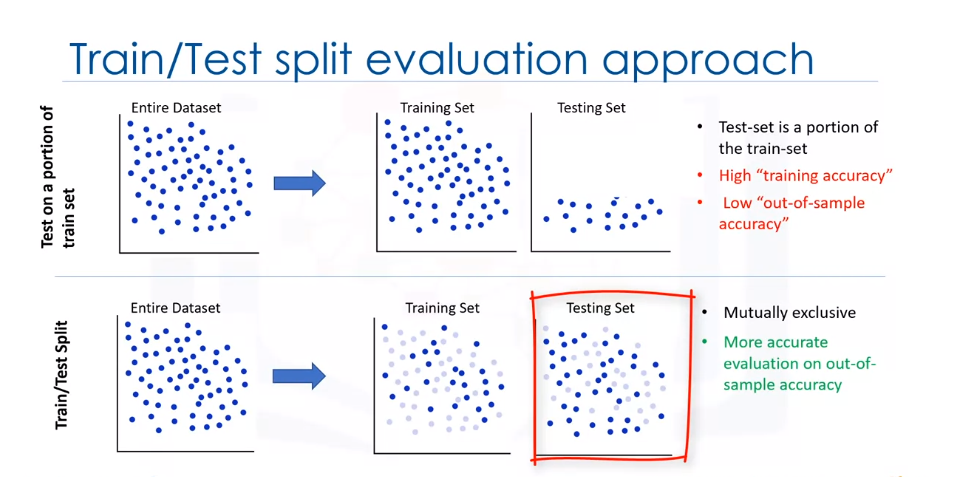 Train/Test split evaluation approach
Test on a portion of
train set
Entire Dataset
Training Set
Testing Set
• Test-set is a portion of
the train-set
• High “training accuracy”
• Low “out-of-sample
accuracy”
Train/Test Split
Entire Dataset
Training Set
Testing Set
• Mutually exclusive
• More accurate
evaluation on out-of-
sample accuracy